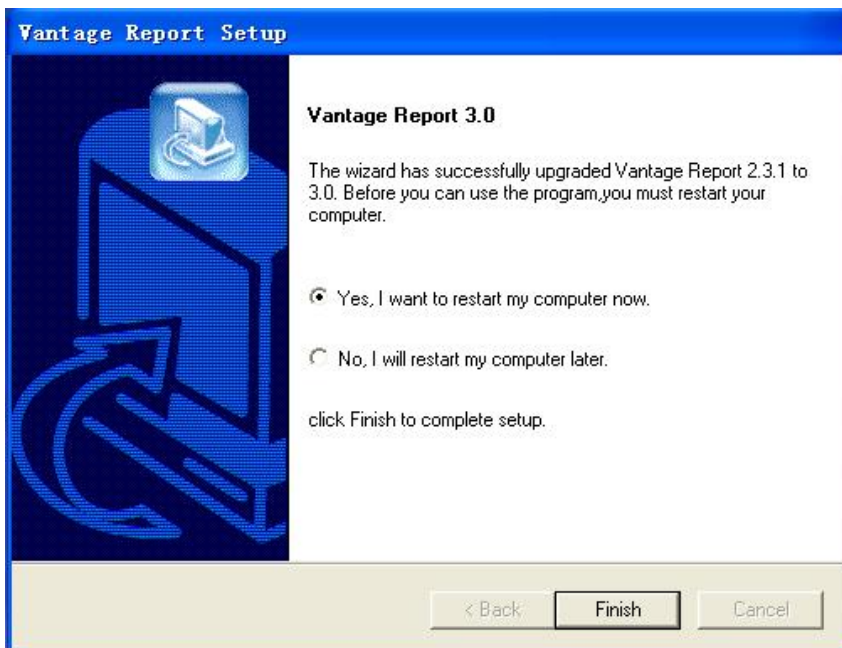 Vantage Report Setup
Vantage Report 3.0
The wizard has successfully upgraded Vantage Report 2.3.1 to
3.0. Before you can use the program,you must restart your
computer.
Yes, I want to restart my computer now.
No, I will restart my computer later.
click Finish to complete setup.
< Back
Finish
Cancel